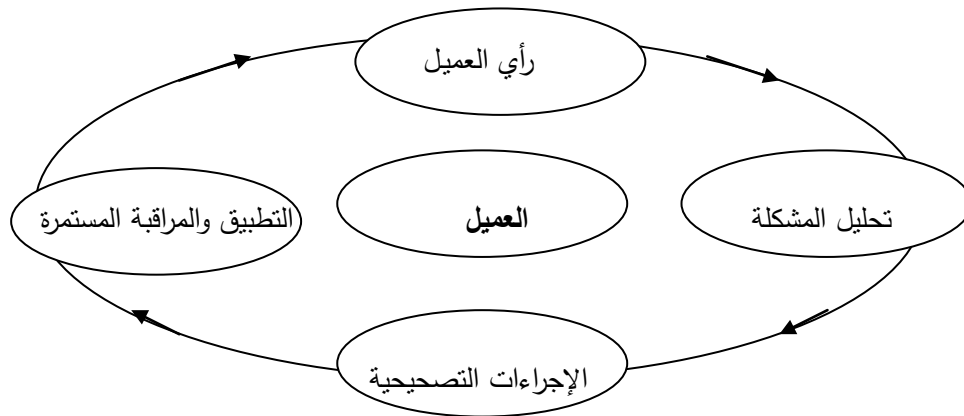 رأي العميل
تحليل المشكلة
العميل
التطبيق والمراقبة المستمرة
الإجراءات التصحيحية